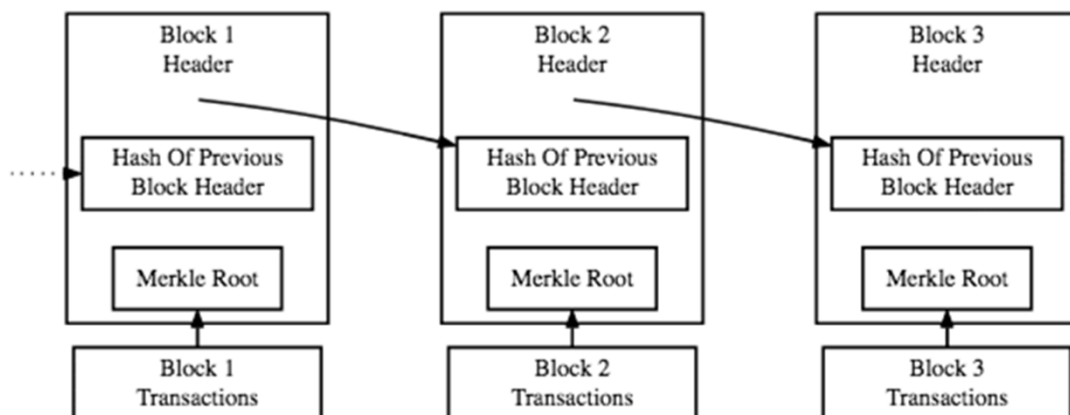 Block 1
Header
Hash Of Previous
Block Header
Merkle Root
Block 1
Transactions
Block 2
Header
Hash Of Previous
Block Header
Merkle Root
Block 2
Transactions
Block 3
Header
Hash Of Previous
Block Header
Merkle Root
Block 3
Transactions